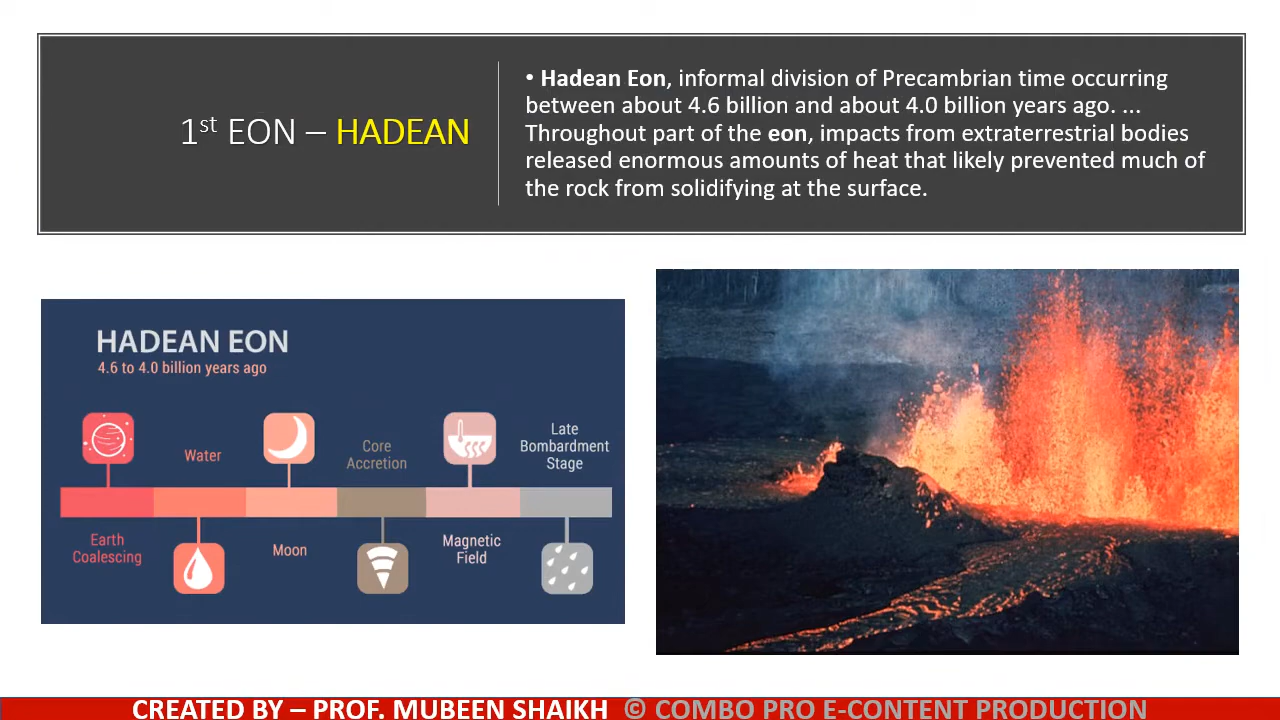 1st EON – HADEAN
• Hadean Eon, informal division of Precambrian time occurring
between about 4.6 billion and about 4.0 billion years ago. ...
Throughout part of the eon, impacts from extraterrestrial bodies
released enormous amounts of heat that likely prevented much of
the rock from solidifying at the surface.
HADEAN EON
4.6 to 4.0 billion years ago
Earth
Coalescing
Water
Moon
Core
Accretion
Magnetic
Field
Late
Bombardment
Stage
CREATED BY – PROF. MUBEEN SHAIKH © COMBO PRO E-CONTENT PRODUCTION